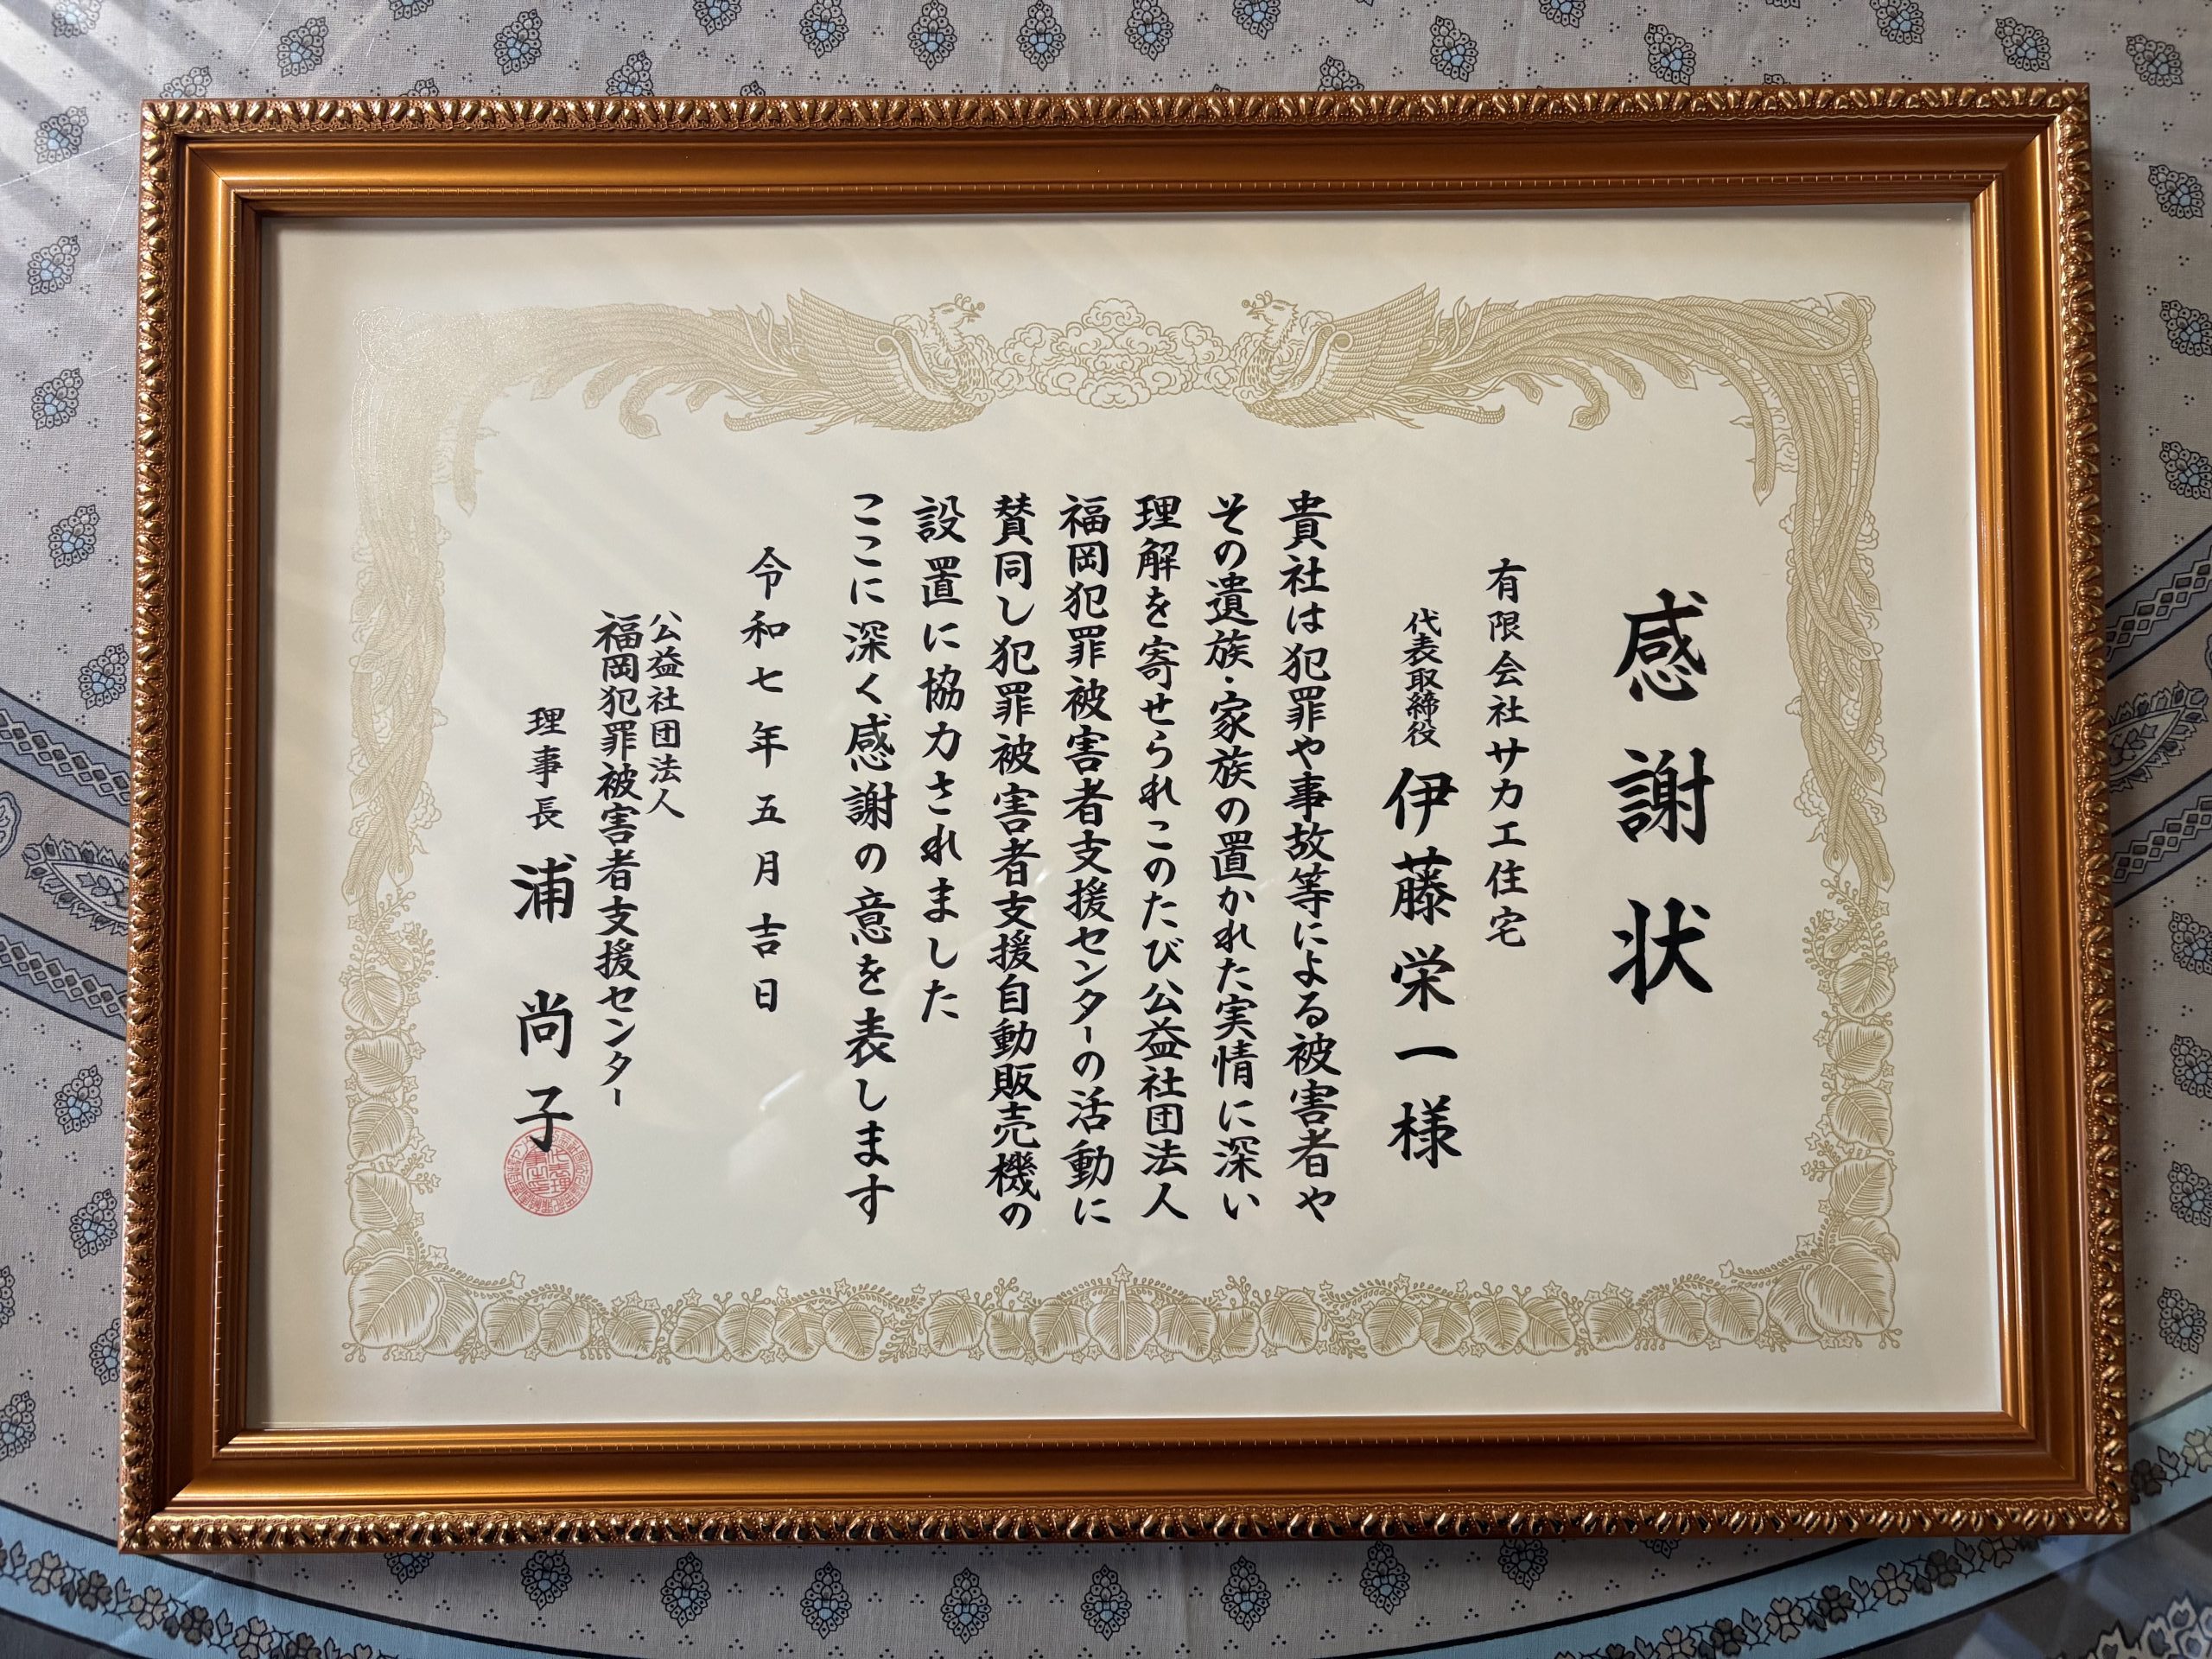 感謝状
有限会社サカエ住宅
代表取締役 伊藤栄一様
貴社は犯罪や事故等による被害者や
その遺族・家族の置かれた実情に深い
理解を寄せられこのたび公益社団法人
福岡犯罪被害者支援センターの活動に
賛同し犯罪被害者支援自動販売機の
設置に協力されました
ここに深く感謝の意を表します
令和七年五月吉日
公益社団法人
福岡犯罪被害者支援センター
理事長 浦 尚子